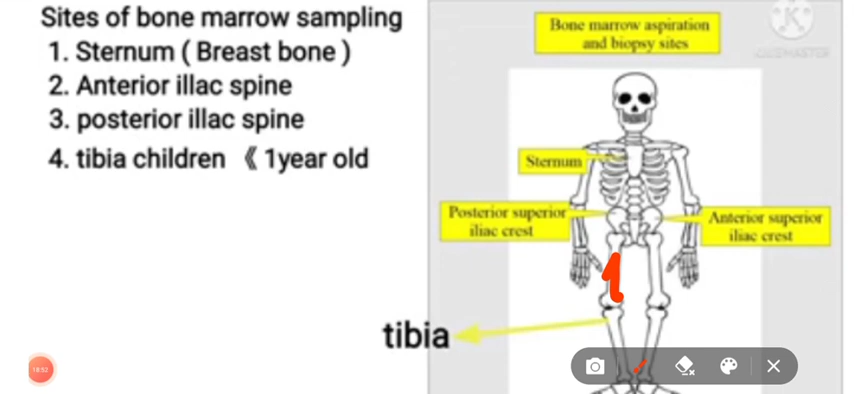 Sites of bone marrow sampling
1. Sternum ( Breast bone )
2. Anterior illac spine
3. posterior illac spine
4. tibia children 《 1year old
Bone marrow aspiration
and biopsy sites
Sternum
Posterior superior
iliac crest
Anterior superior
iliac crest
tibia
18:52